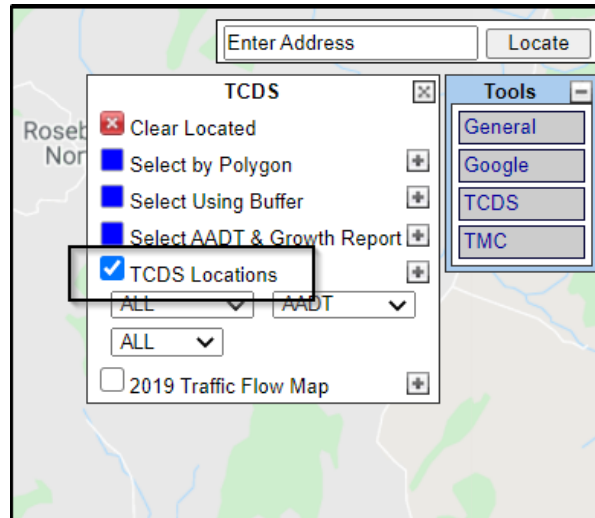 Enter Address Locate
TCDS Tools
Clear Located General
Select by Polygon Google
Select Using Buffer TCDS
Select AADT & Growth Report TMC
TCDS Locations
ALL AADT
ALL
2019 Traffic Flow Map
Roseb
Nor